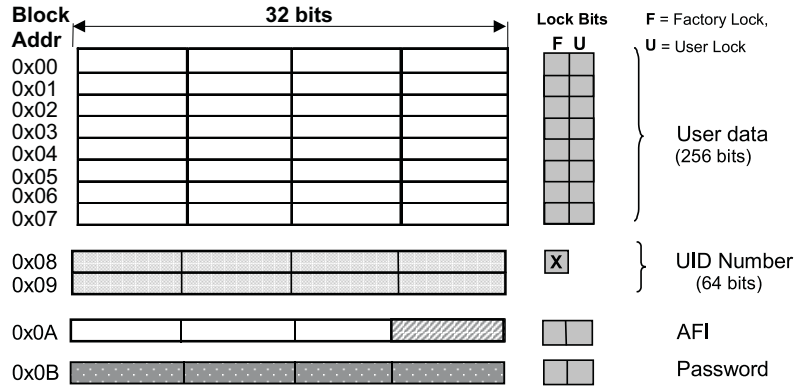 Block Addr
32 bits
Lock Bits
F U
F = Factory Lock,
U = User Lock
0x00
0x01
0x02
0x03
0x04
0x05
0x06
0x07
User data
(256 bits)
0x08
0x09
X
UID Number
(64 bits)
0x0A
AFI
0x0B
Password